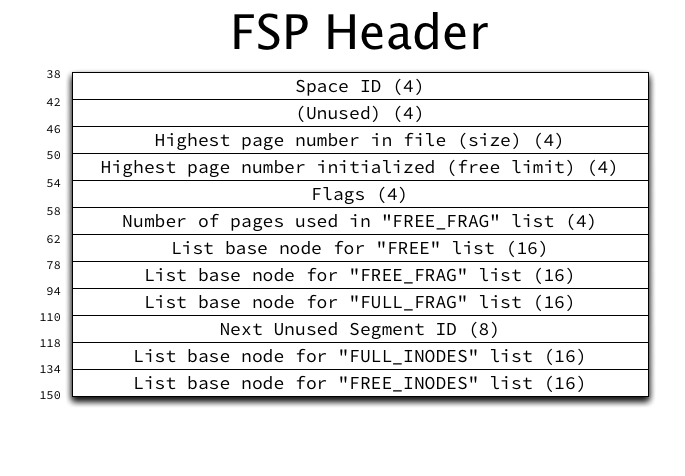 FSP Header
38
Space ID (4)
42
(Unused) (4)
46
Highest page number in file (size) (4)
50
Highest page number initialized (free limit) (4)
54
Flags (4)
58
Number of pages used in "FREE_FRAG" list (4)
62
List base node for "FREE" list (16)
78
List base node for "FREE_FRAG" list (16)
94
List base node for "FULL_FRAG" list (16)
110
Next Unused Segment ID (8)
118
List base node for "FULL_INODES" list (16)
134
List base node for "FREE_INODES" list (16)
150